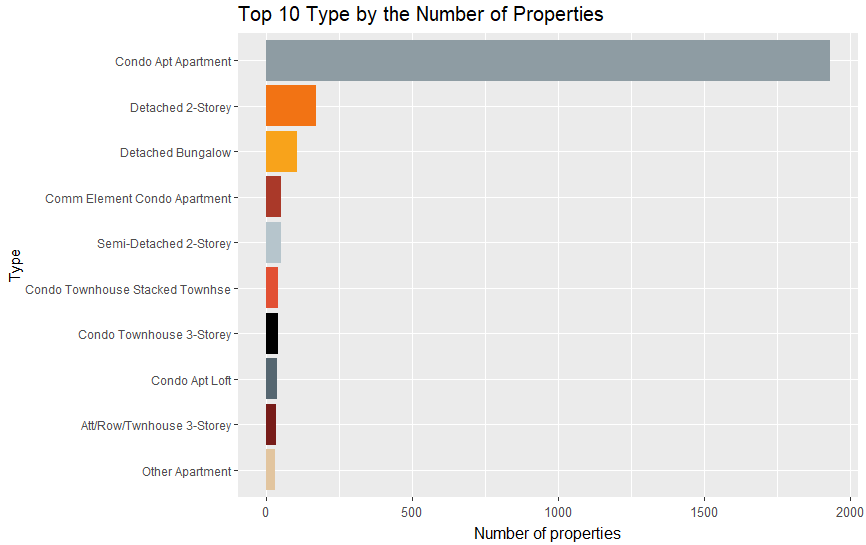 Top 10 Type by the Number of Properties
Type
Condo Apt Apartment
Detached 2-Storey
Detached Bungalow
Comm Element Condo Apartment
Semi-Detached 2-Storey
Condo Townhouse Stacked Townhse
Condo Townhouse 3-Storey
Condo Apt Loft
Att/Row/Twnhouse 3-Storey
Other Apartment
0 500 1000 1500 2000
Number of properties